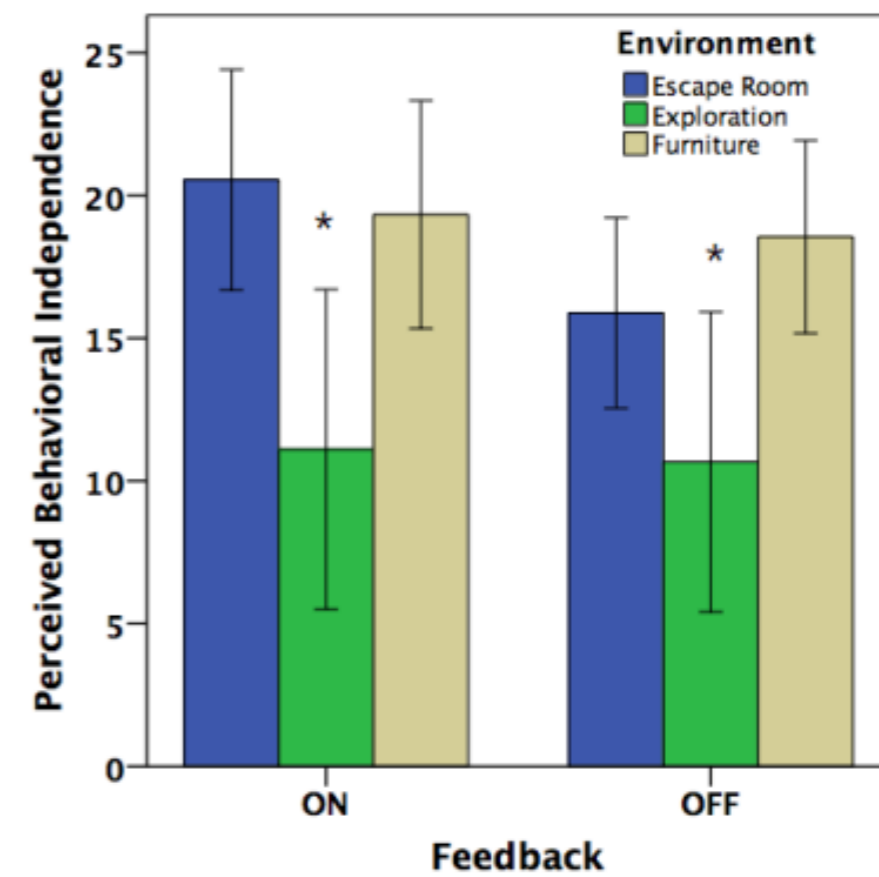 Perceived Behavioral Independence
25
20
15
10
5
0
Environment
Escape Room
Exploration
Furniture
*
*
ON
OFF
Feedback